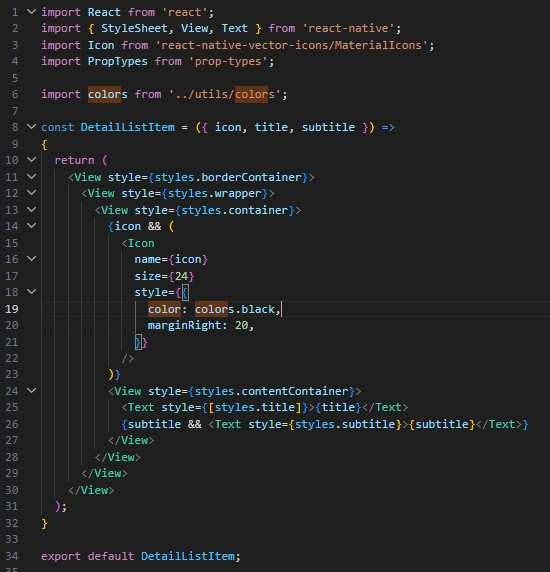 1 import React from 'react';
2 import { StyleSheet, View, Text } from 'react-native';
3 import Icon from 'react-native-vector-icons/MaterialIcons';
4 import PropTypes from 'prop-types';
5
6 import colors from '../utils/colors';
7
8 const DetailListItem = ({ icon, title, subtitle }) =>
9 {
10   return (
11     <View style={styles.borderContainer}>
12       <View style={styles.wrapper}>
13         <View style={styles.container}>
14           {icon && (
15             <Icon
16               name={icon}
17               size={24}
18               style={{
19                 color: colors.black,
20                 marginRight: 20,
21               }}
22             />
23           )}
24           <View style={styles.contentContainer}>
25             <Text style={[styles.title]}>{title}</Text>
26             {subtitle && <Text style={styles.subtitle}>{subtitle}</Text>}
27           </View>
28         </View>
29       </View>
30     </View>
31   );
32 }
33
34 export default DetailListItem;
35